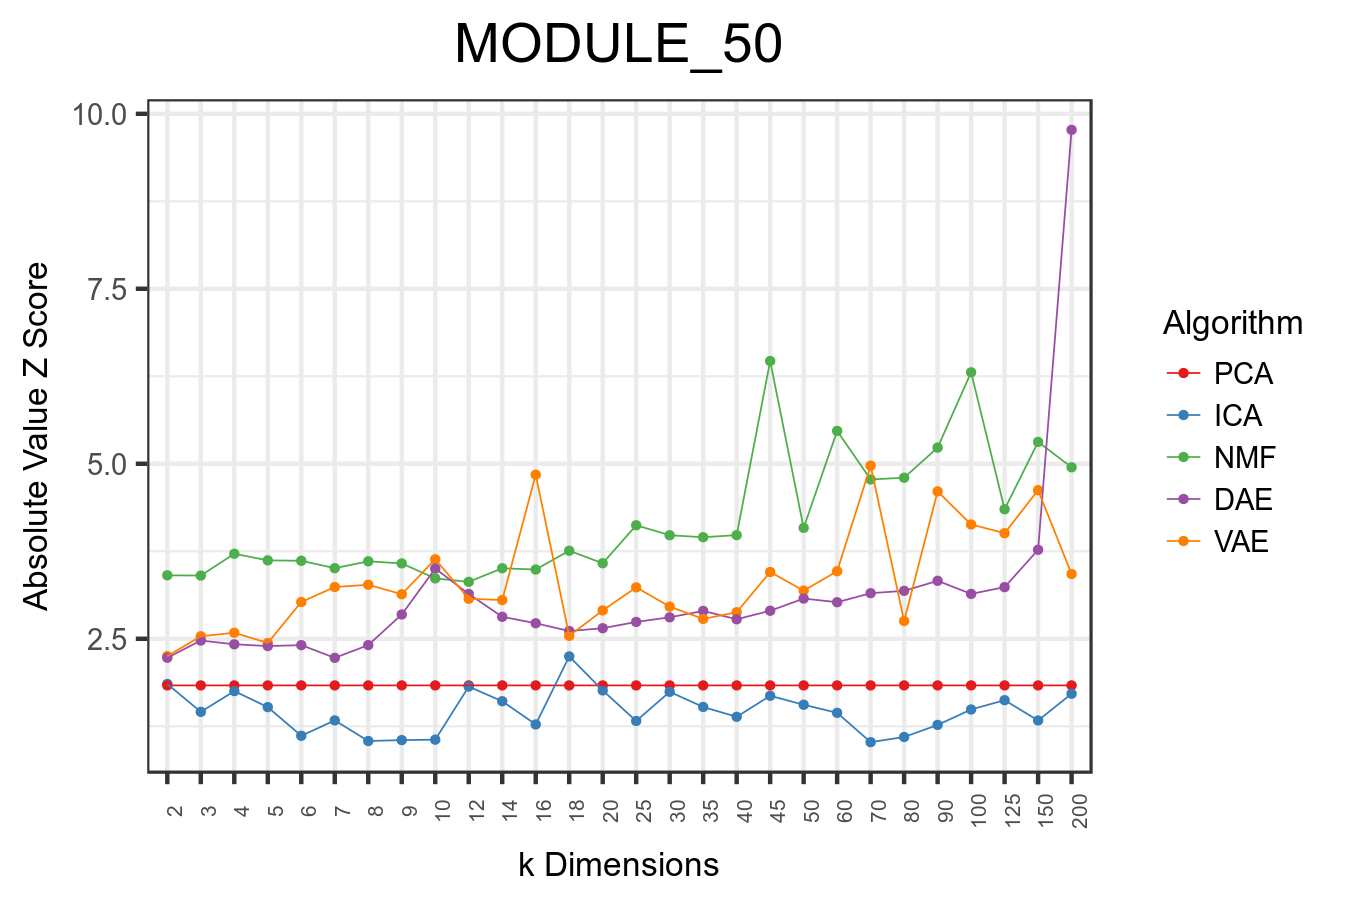 MODULE_50
Absolute Value Z Score
10.0
7.5
5.0
2.5
2 3 4 5 6 7 8 9 10 12 14 16 18 20 25 30 35 40 45 50 60 70 80 90 100 125 150 200
k Dimensions
Algorithm
PCA
ICA
NMF
DAE
VAE